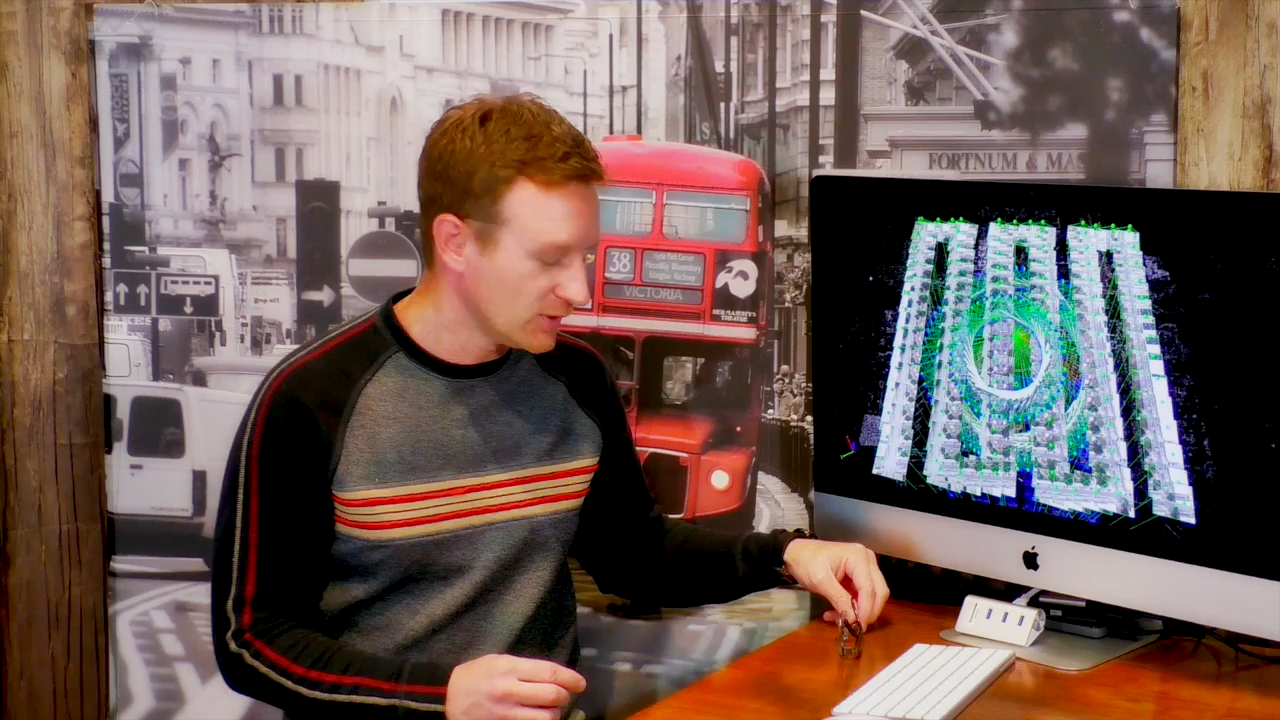 FORTNUM & MAS
38
Hyde Park Corner
Piccadilly Bloomsbury
Islington Hackney
VICTORIA
HER MAJESTY'S
THEATRE